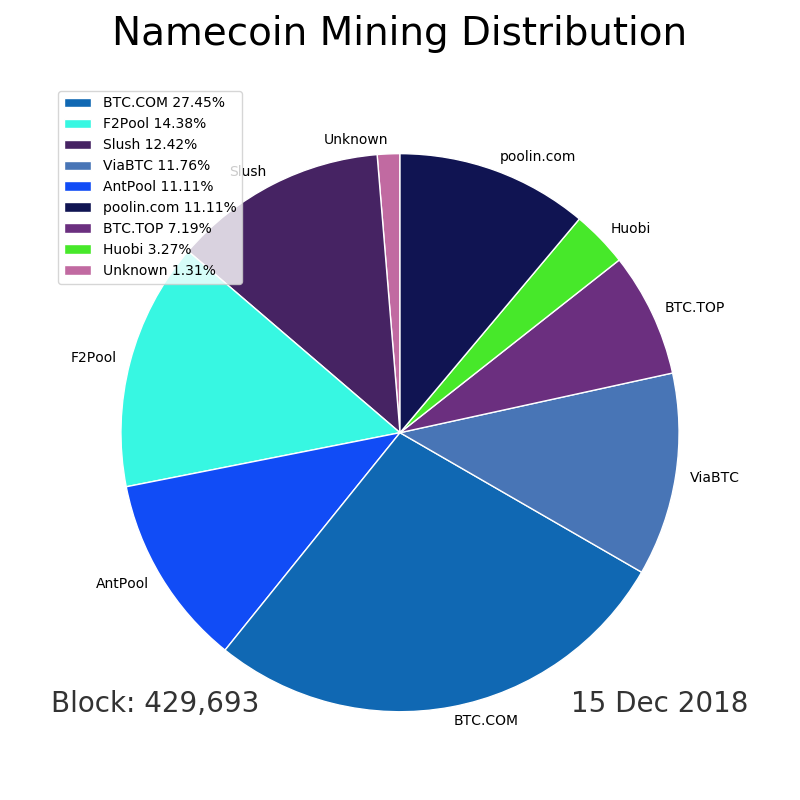 Namecoin Mining Distribution
BTC.COM 27.45%
F2Pool 14.38%
Slush 12.42%
ViaBTC 11.76%
AntPool 11.11%
poolin.com 11.11%
BTC.TOP 7.19%
Huobi 3.27%
Unknown 1.31%
Unknown
poolin.com
Slush
Huobi
BTC.TOP
F2Pool
ViaBTC
AntPool
Block: 429,693
15 Dec 2018
BTC.COM